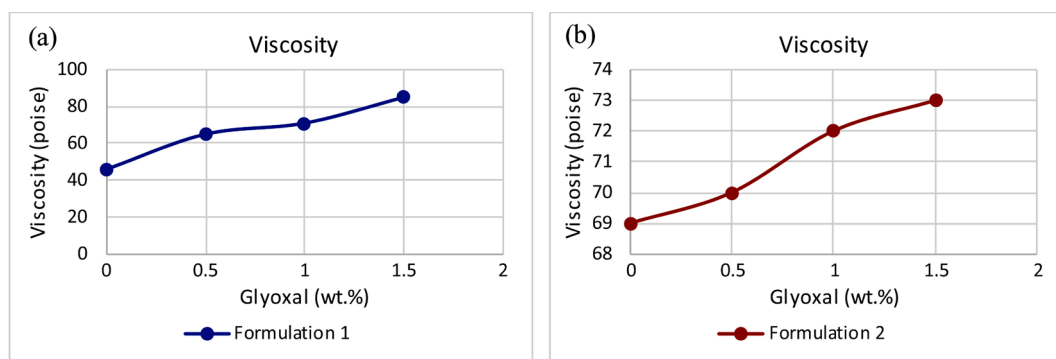 (a)
Viscosity
Viscosity (poise)
100
80
60
40
20
0
0 0.5 1 1.5 2
Glyoxal (wt.%)
Formulation 1
(b)
Viscosity
Viscosity (poise)
74
73
72
71
70
69
68
0 0.5 1 1.5 2
Glyoxal (wt.%)
Formulation 2